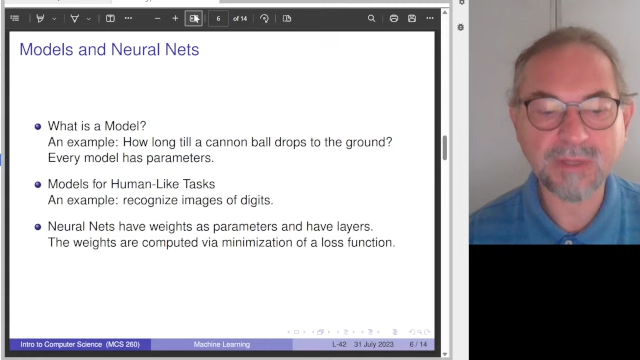 6 of 14
Models and Neural Nets
What is a Model?
An example: How long till a cannon ball drops to the ground?
Every model has parameters.
Models for Human-Like Tasks
An example: recognize images of digits.
Neural Nets have weights as parameters and have layers.
The weights are computed via minimization of a loss function.
Intro to Computer Science (MCS 260) Machine Learning L-42 31 July 2023 6 / 14